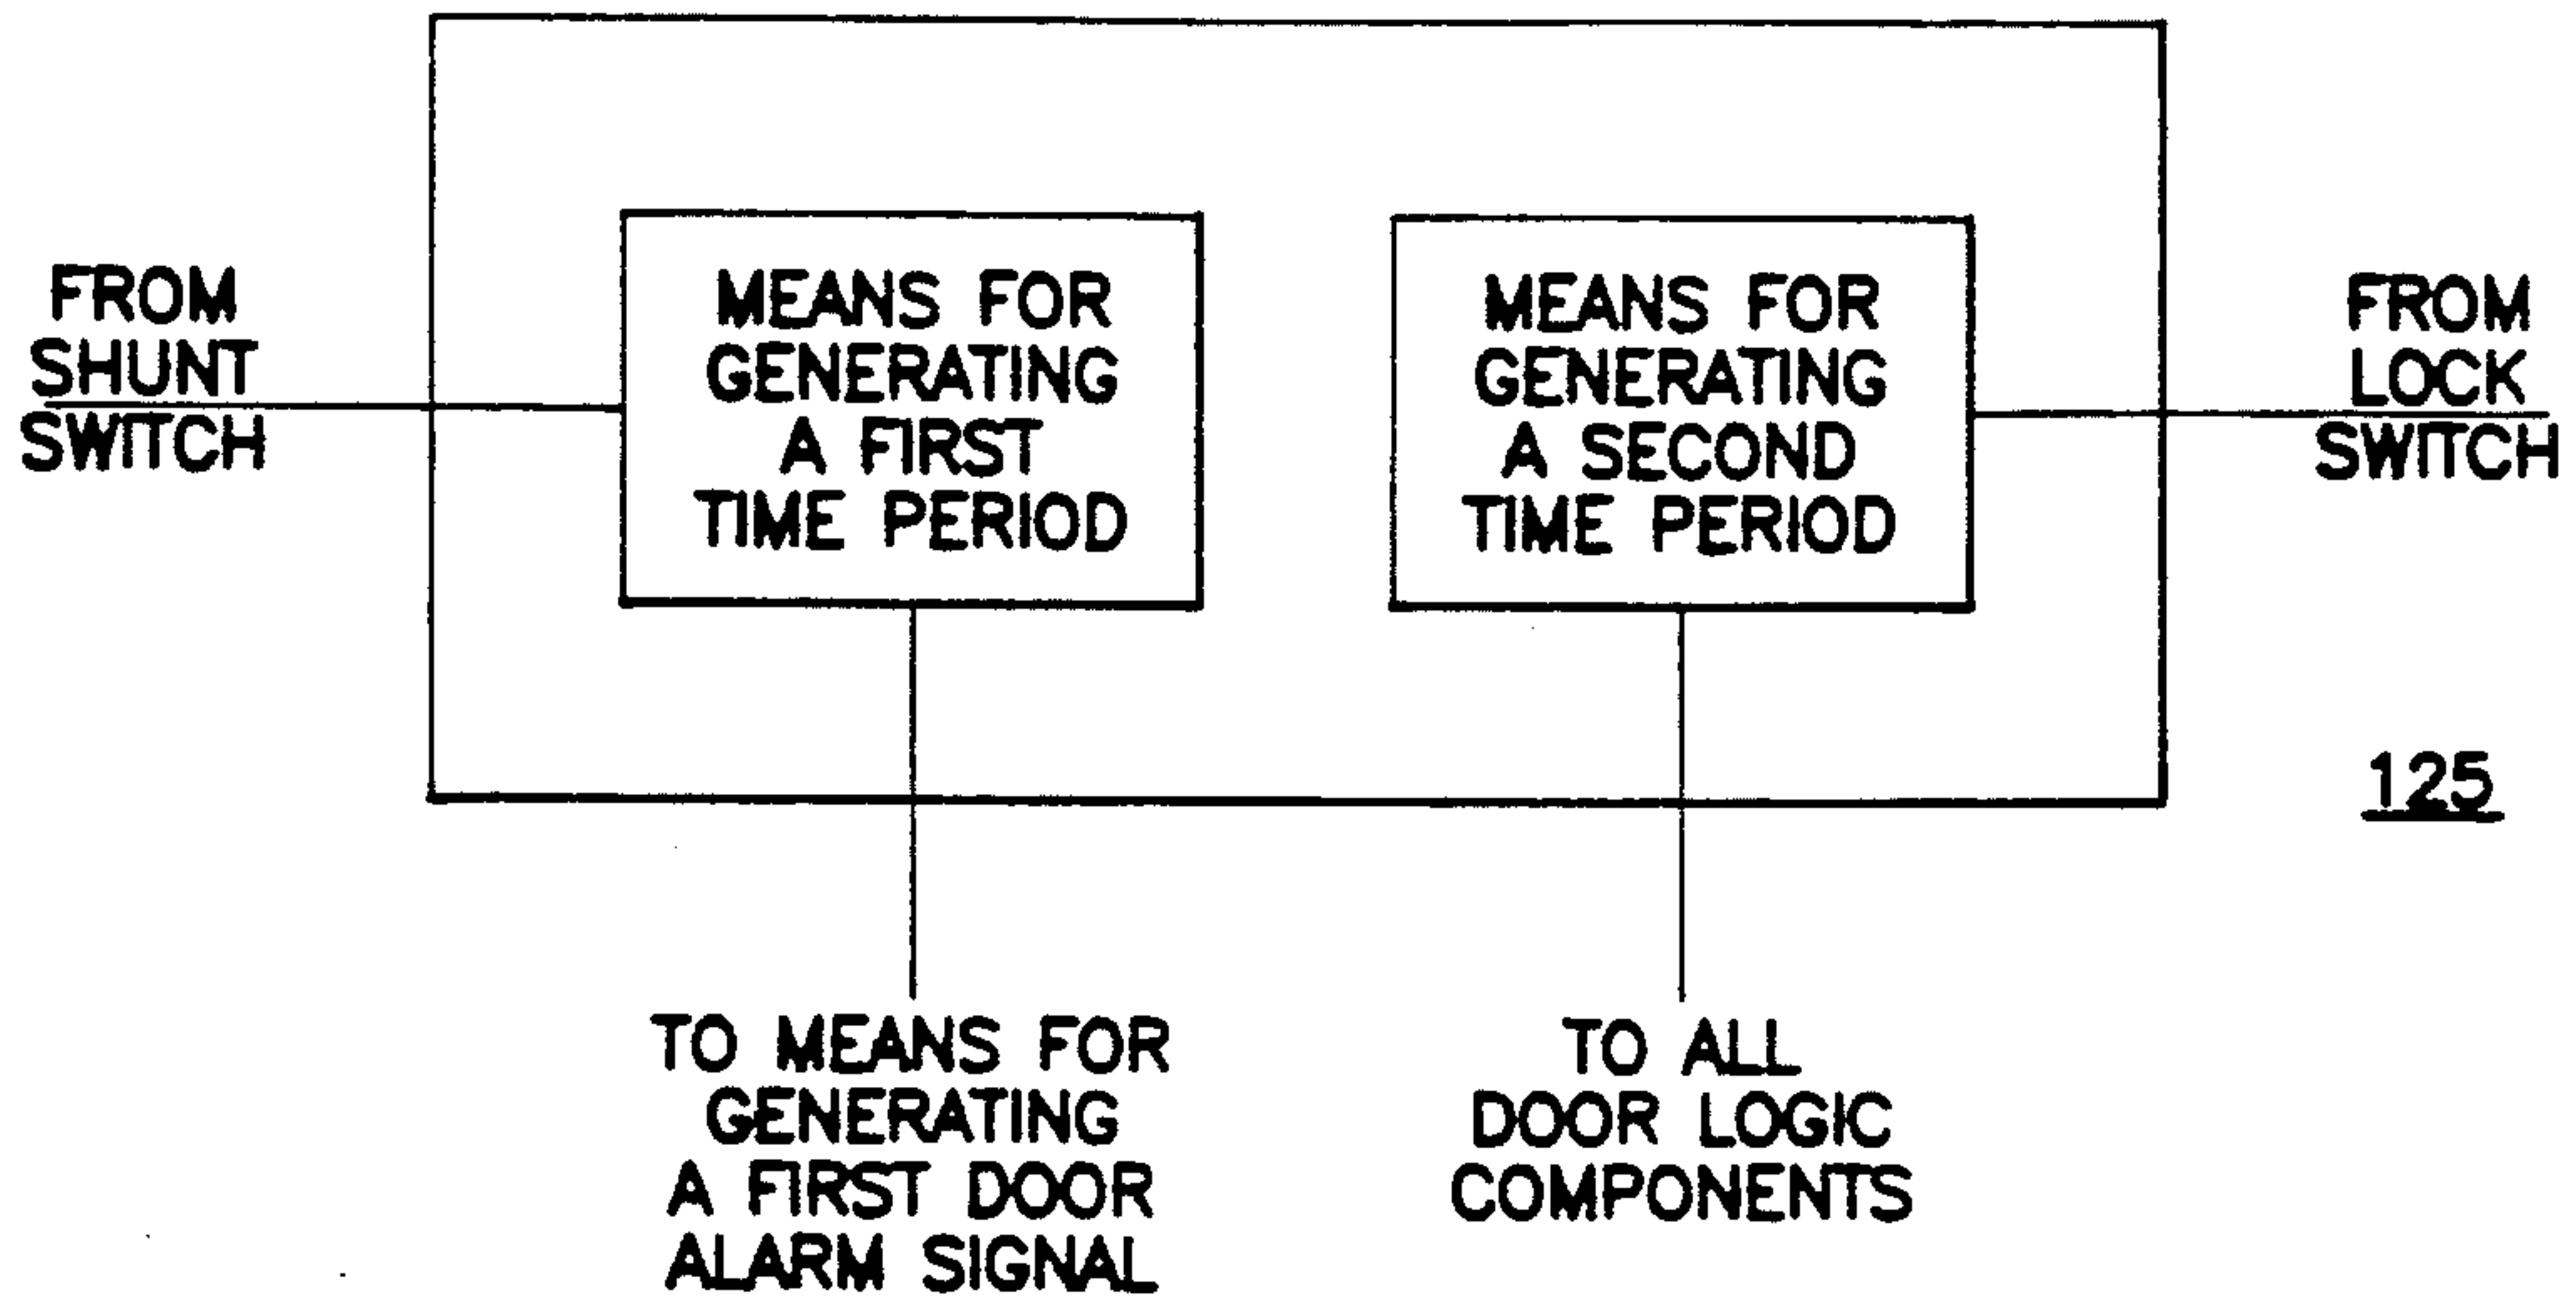 FROM
SHUNT
SWITCH
MEANS FOR
GENERATING
A FIRST
TIME PERIOD
MEANS FOR
GENERATING
A SECOND
TIME PERIOD
FROM
LOCK
SWITCH
125
TO MEANS FOR
GENERATING
A FIRST DOOR
ALARM SIGNAL
TO ALL
DOOR LOGIC
COMPONENTS